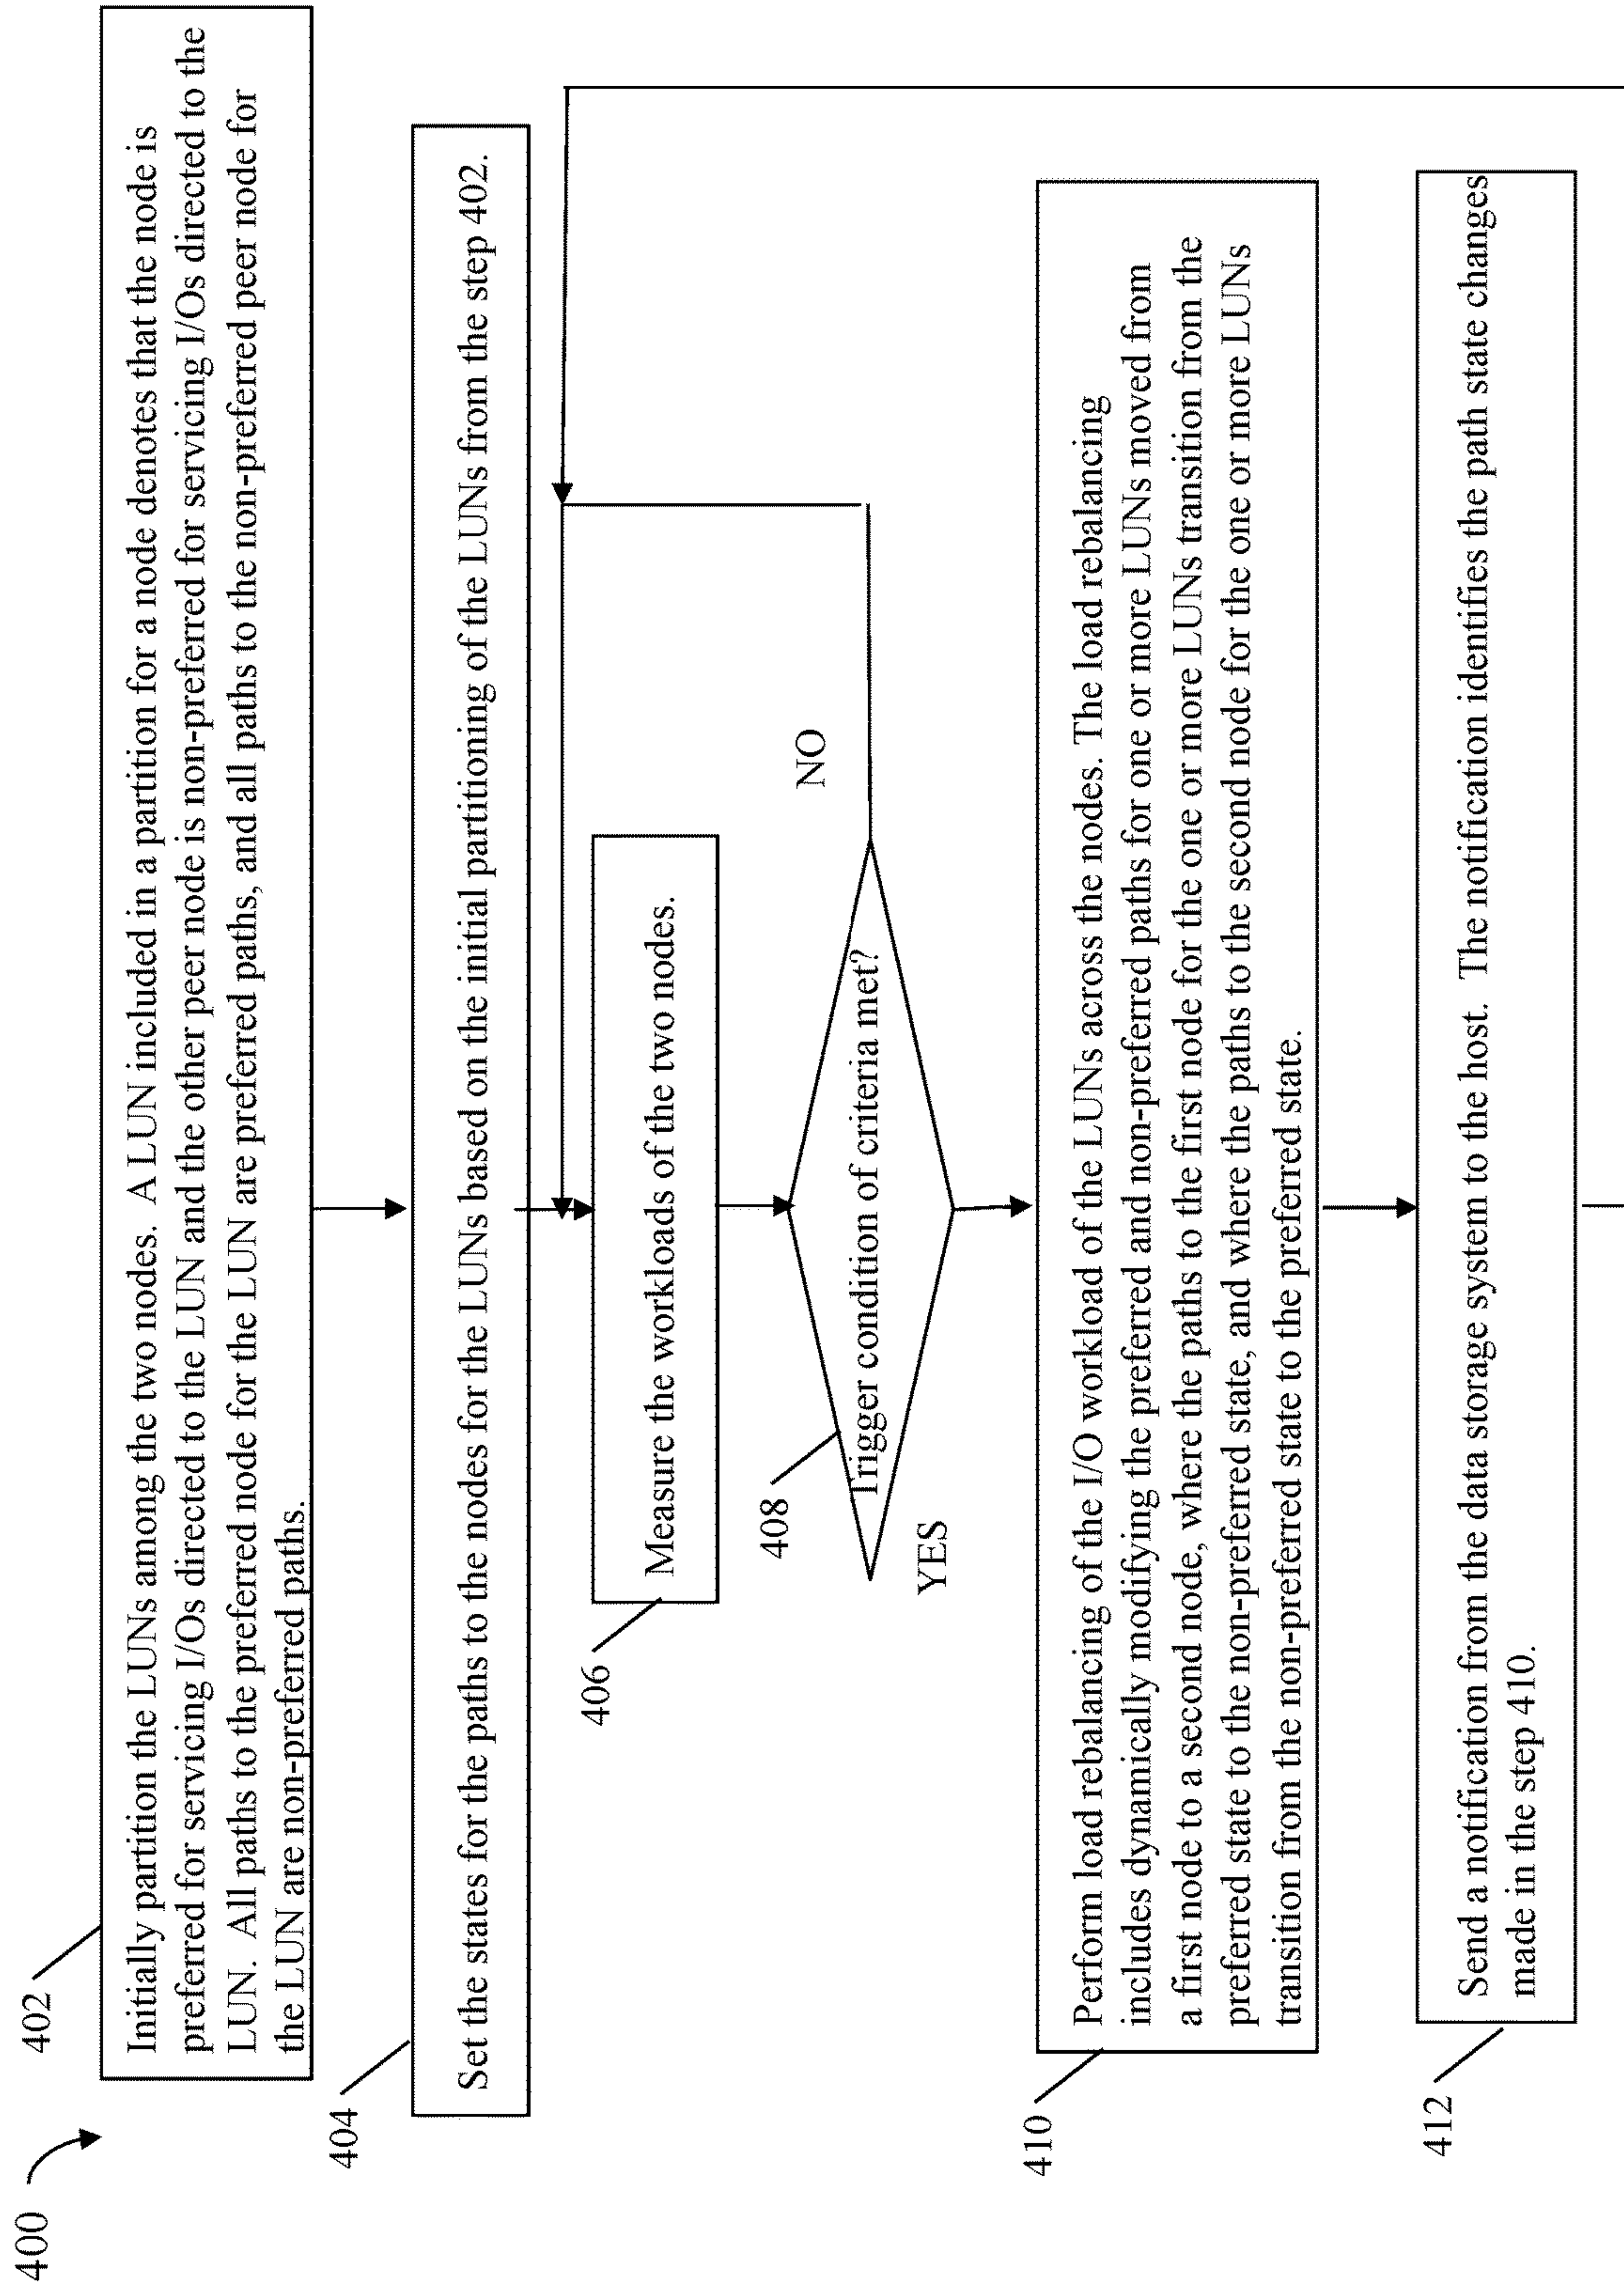 400
402
Initially partition the LUNs among the two nodes. A LUN included in a partition for a node denotes that the node is
preferred for servicing I/Os directed to the LUN and the other peer node is non-preferred for servicing I/Os directed to the
LUN. All paths to the preferred node for the LUN are preferred paths, and all paths to the non-preferred peer node for
the LUN are non-preferred paths.
404
Set the states for the paths to the nodes for the LUNs based on the initial partitioning of the LUNs from the step 402.
406
Measure the workloads of the two nodes.
408
Trigger condition of criteria met?
NO
YES
410
Perform load rebalancing of the I/O workload of the LUNs across the nodes. The load rebalancing
includes dynamically modifying the preferred and non-preferred paths for one or more LUNs moved from
a first node to a second node, where the paths to the first node for the one or more LUNs transition from the
preferred state to the non-preferred state, and where the paths to the second node for the one or more LUNs
transition from the non-preferred state to the preferred state.
412
Send a notification from the data storage system to the host. The notification identifies the path state changes
made in the step 410.